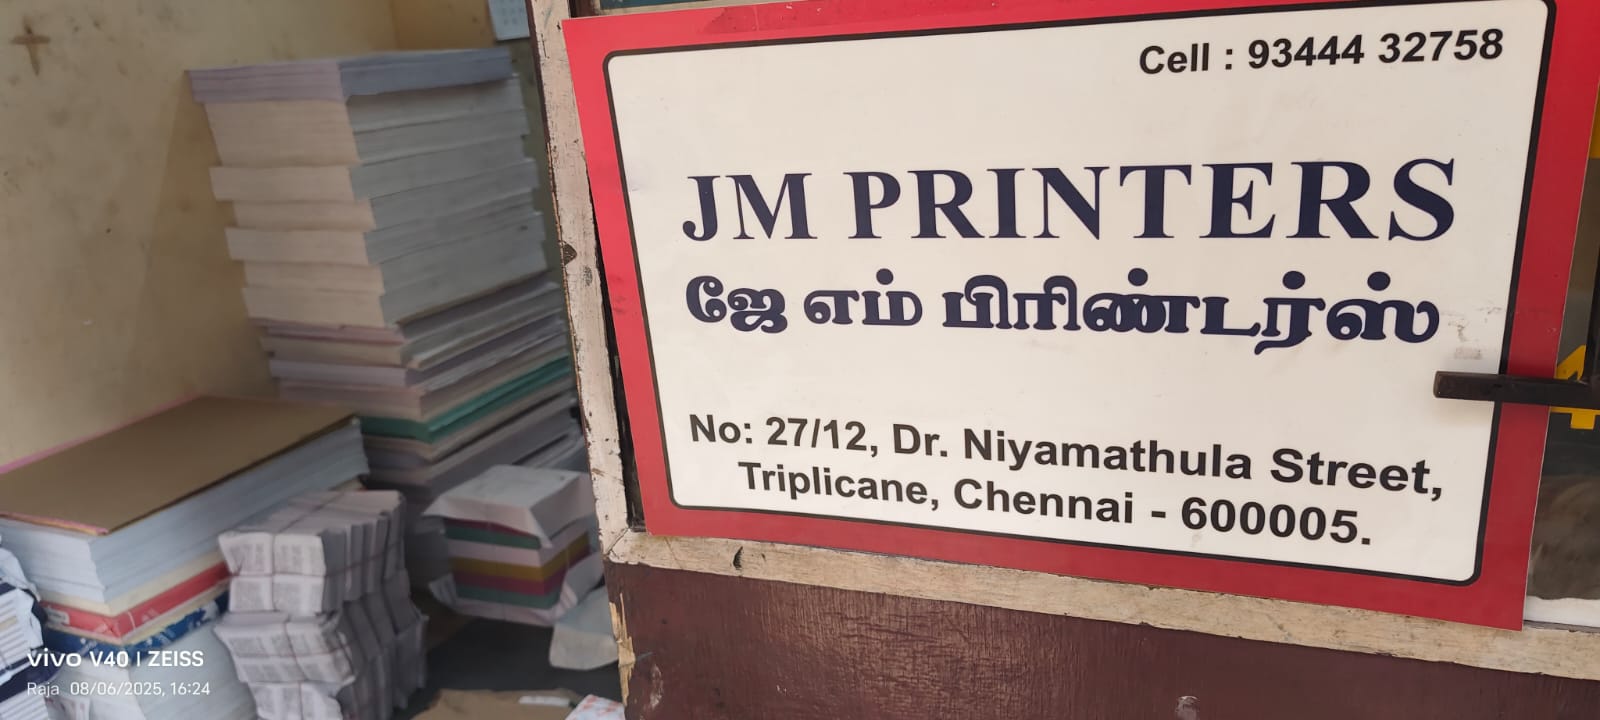 Cell : 93444 32758
JM PRINTERS
ஜே எம் பிரிண்டர்ஸ்
No: 27/12, Dr. Niyamathula Street,
Triplicane, Chennai - 600005.
vivo V40 | ZEISS
Raja 08/06/2025, 16:24